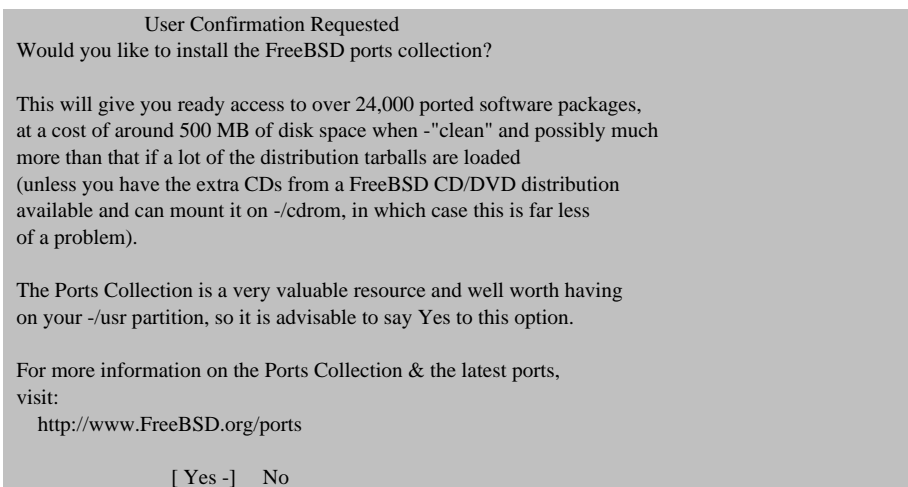 User Confirmation Requested
Would you like to install the FreeBSD ports collection?
This will give you ready access to over 24,000 ported software packages,
at a cost of around 500 MB of disk space when -"clean" and possibly much
more than that if a lot of the distribution tarballs are loaded
(unless you have the extra CDs from a FreeBSD CD/DVD distribution
available and can mount it on -/cdrom, in which case this is far less
of a problem).
The Ports Collection is a very valuable resource and well worth having
on your -/usr partition, so it is advisable to say Yes to this option.
For more information on the Ports Collection & the latest ports,
visit:
http://www.FreeBSD.org/ports
[ Yes -] No